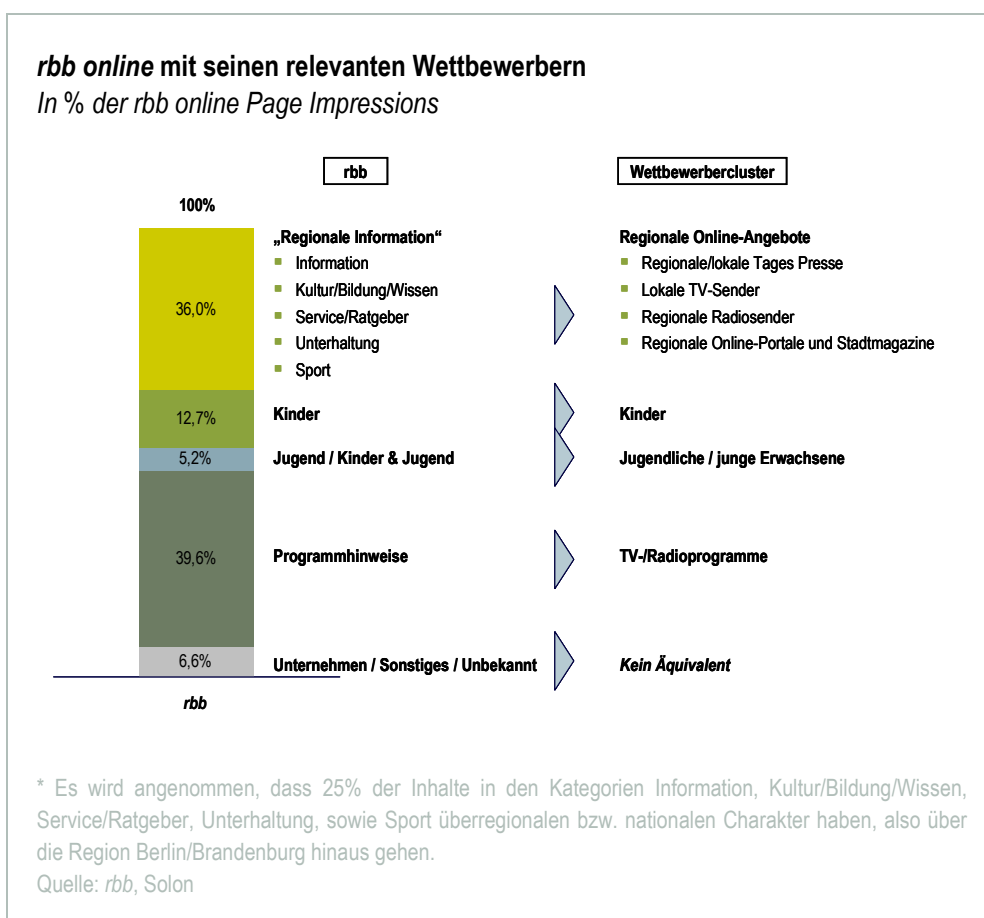 rbb online mit seinen relevanten Wettbewerbern
In % der rbb online Page Impressions
rbb
Wettbewerbercluster
100%
36,0%
12,7%
5,2%
39,6%
6,6%
rbb
„Regionale Information“
Information
Kultur/Bildung/Wissen
Service/Ratgeber
Unterhaltung
Sport
Kinder
Jugend / Kinder & Jugend
Programmhinweise
Unternehmen / Sonstiges / Unbekannt
Regionale Online-Angebote
Regionale/lokale Tages Presse
Lokale TV-Sender
Regionale Radiosender
Regionale Online-Portale und Stadtmagazine
Kinder
Jugendliche / junge Erwachsene
TV-/Radioprogramme
Kein Äquivalent
* Es wird angenommen, dass 25% der Inhalte in den Kategorien Information, Kultur/Bildung/Wissen,
Service/Ratgeber, Unterhaltung, sowie Sport überregionalen bzw. nationalen Charakter haben, also über
die Region Berlin/Brandenburg hinaus gehen.
Quelle: rbb, Solon